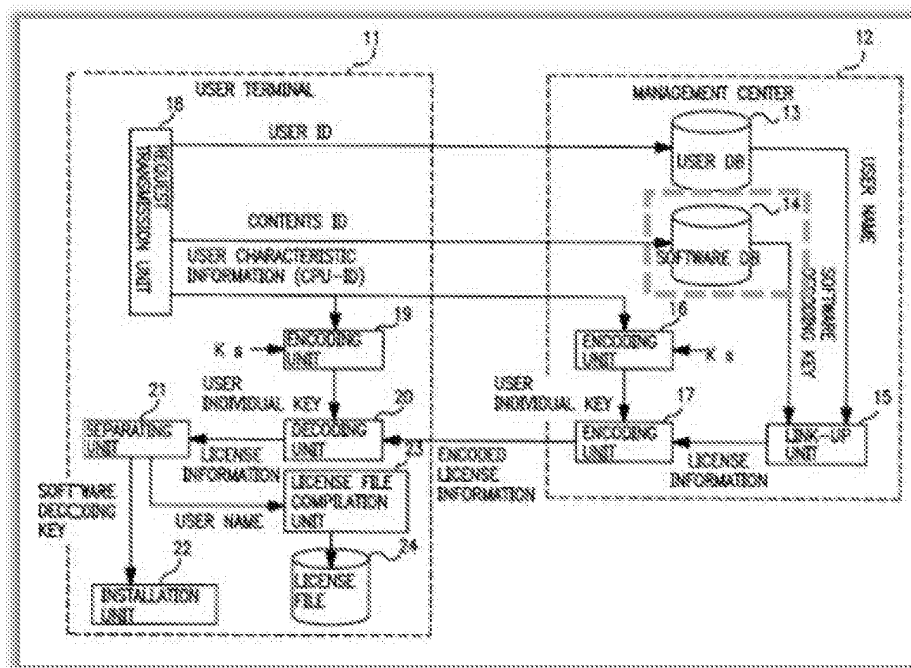 11
12
USER TERMINAL
MANAGEMENT CENTER
18
REQUEST
TRANSMISSION UNIT
USER ID
13
USER DB
USER NAME
CONTENTS ID
14
SOFTWARE DB
USER CHARACTERISTIC
INFORMATION (CPU-ID)
SOFTWARE
DECODING KEY
19
K s
ENCODING
UNIT
16
ENCODING
UNIT
K s
USER
INDIVIDUAL KEY
USER
INDIVIDUAL KEY
21
SEPARATING
UNIT
20
DECODING
UNIT
17
ENCODING
UNIT
15
LINK-UP
UNIT
LICENSE
INFORMATION
ENCODED
LICENSE
INFORMATION
LICENSE
INFORMATION
23
LICENSE FILE
COMPILATION
UNIT
SOFTWARE
DECODING
KEY
USER NAME
22
INSTALLATION
UNIT
24
LICENSE
FILE